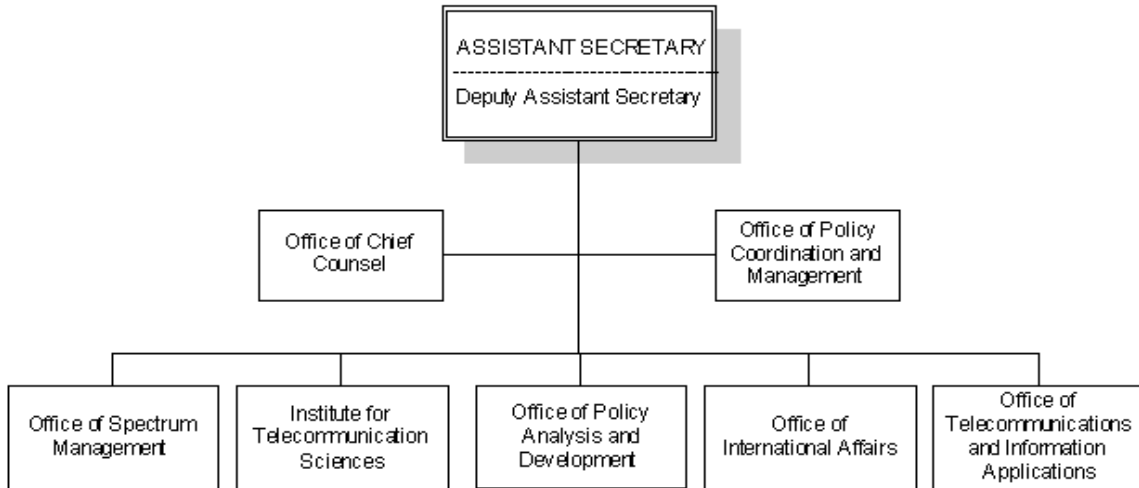 ASSISTANT SECRETARY
Deputy Assistant Secretary
Office of Chief
Counsel
Office of Policy
Coordination and
Management
Office of Spectrum
Management
Institute for
Telecommunication
Sciences
Office of Policy
Analysis and
Development
Office of
International Affairs
Office of
Telecommunications
and Information
Applications